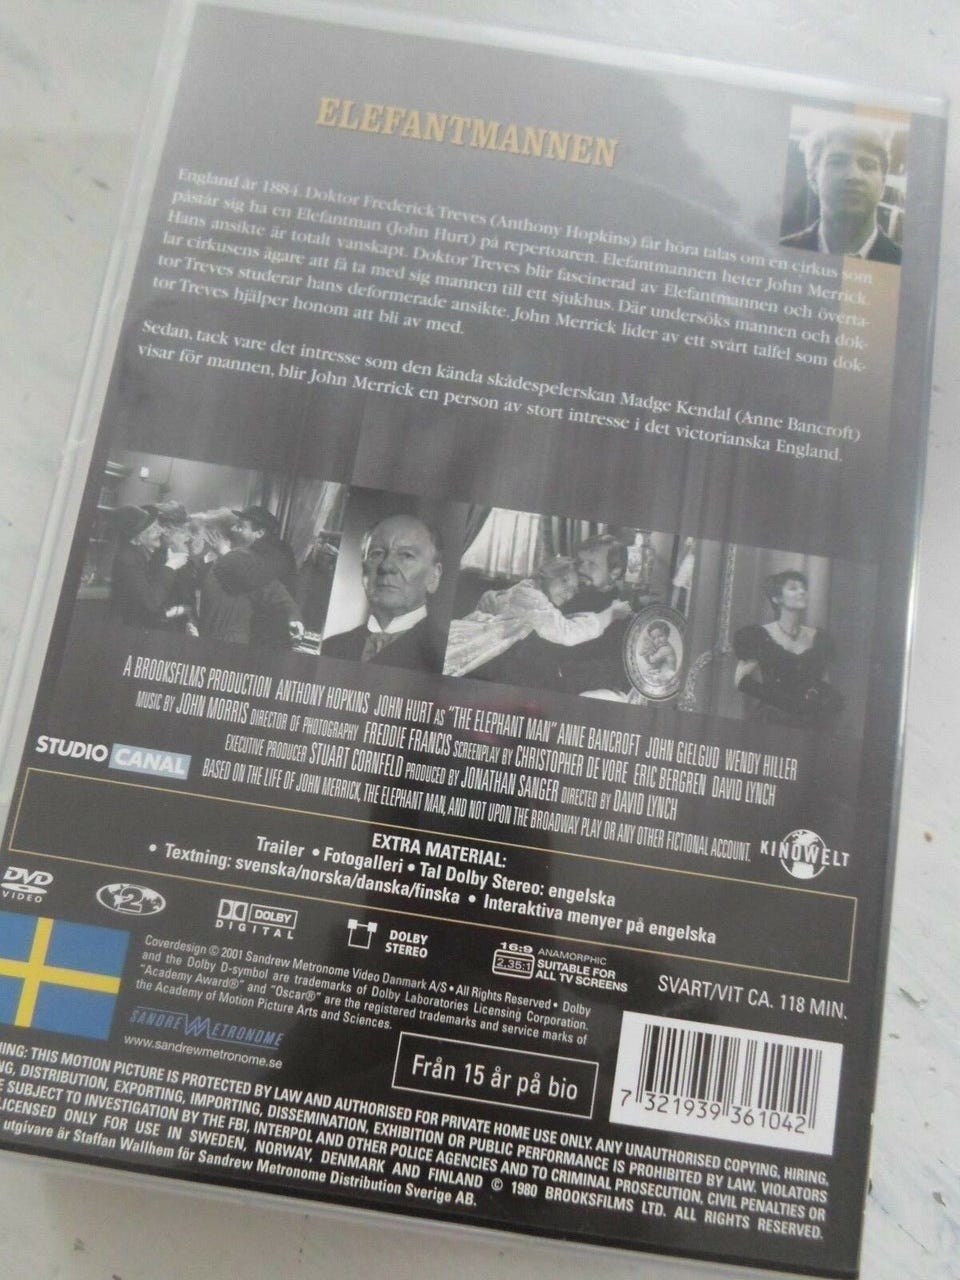 ELEFANTMANNEN
England år 1884. Doktor Frederick Treves (Anthony Hopkins) får höra talas om en cirkus som
påstår sig ha en Elefantman (John Hurt) på repertoaren. Elefantmannen heter John Merrick.
Hans ansikte är totalt vanskapt. Doktor Treves blir fascinerad av Elefantmannen och överta-
lar cirkusens ägare att få ta med sig mannen till ett sjukhus. Där undersöks mannen och dok-
tor Treves studerar hans deformerade ansikte. John Merrick lider av ett svårt talfel som dok-
tor Treves hjälper honom att bli av med.
Sedan, tack vare det intresse som den kända skådespelerskan Madge Kendal (Anne Bancroft)
visar för mannen, blir John Merrick en person av stort intresse i det victorianska England.
A BROOKSFILMS PRODUCTION ANTHONY HOPKINS JOHN HURT AS "THE ELEPHANT MAN" ANNE BANCROFT JOHN GIELGUD WENDY HILLER
MUSIC BY JOHN MORRIS DIRECTOR OF PHOTOGRAPHY FREDDIE FRANCIS SCREENPLAY BY CHRISTOPHER DE VORE ERIC BERGREN DAVID LYNCH
EXECUTIVE PRODUCER STUART CORNFELD PRODUCED BY JONATHAN SANGER DIRECTED BY DAVID LYNCH
BASED ON THE LIFE OF JOHN MERRICK, THE ELEPHANT MAN, AND NOT UPON THE BROADWAY PLAY OR ANY OTHER FICTIONAL ACCOUNT.
STUDIO CANAL
KINOWELT
EXTRA MATERIAL:
Trailer • Fotogalleri • Tal Dolby Stereo: engelska
• Textning: svenska/norska/danska/finska • Interaktiva menyer på engelska
DVD
VIDEO
2
DOLBY
DIGITAL
DOLBY
STEREO
16:9
2.35:1
ANAMORPHIC
SUITABLE FOR
ALL TV SCREENS
SVART/VIT CA. 118 MIN.
Coverdesign © 2001 Sandrew Metronome Video Danmark A/S • All Rights Reserved • Dolby
and the Dolby D-symbol are trademarks of Dolby Laboratories Licensing Corporation.
"Academy Award®" and "Oscar®" are the registered trademarks and service marks of
the Academy of Motion Picture Arts and Sciences.
SANDREW METRONOME
www.sandrewmetronome.se
Från 15 år på bio
7 321939 361042
NING: THIS MOTION PICTURE IS PROTECTED BY LAW AND AUTHORISED FOR PRIVATE HOME USE ONLY. ANY UNAUTHORISED COPYING, HIRING,
NG, DISTRIBUTION, EXPORTING, IMPORTING, DISSEMINATION, EXHIBITION OR PUBLIC PERFORMANCE IS PROHIBITED BY LAW. VIOLATORS
E SUBJECT TO INVESTIGATION BY THE FBI, INTERPOL AND OTHER POLICE AGENCIES AND TO CRIMINAL PROSECUTION, CIVIL PENALTIES OR
LICENSED ONLY FOR USE IN SWEDEN, NORWAY, DENMARK AND FINLAND © 1980 BROOKSFILMS LTD. ALL RIGHTS RESERVED.
utgivare är Staffan Wallhem för Sandrew Metronome Distribution Sverige AB.